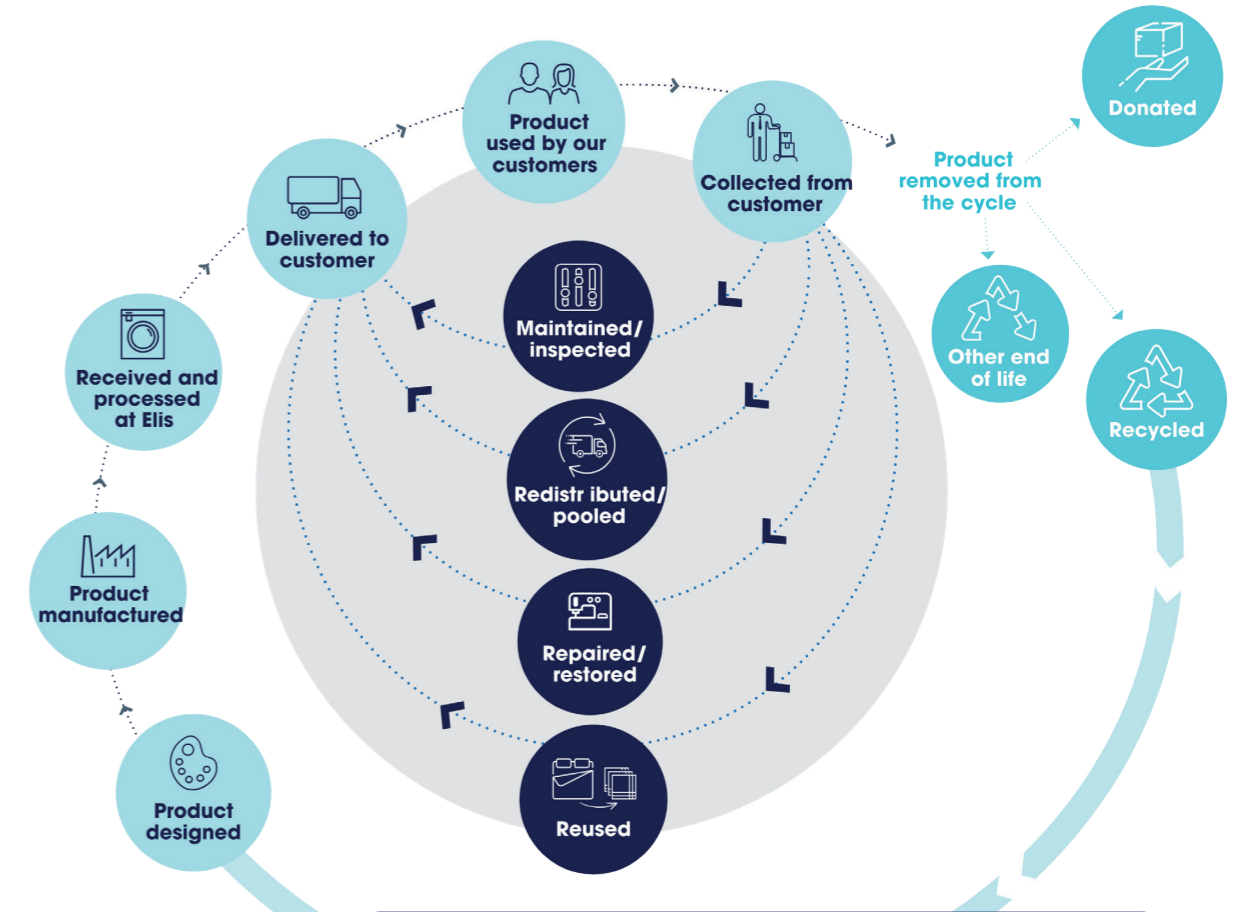 Donated
Product
used by our
customers
Product
removed from
the cycle
Collected from
customer
Delivered to
customer
Maintained/
inspected
Other end
of life
Received and
processed
at Elis
Recycled
Redistr ibuted/
pooled
Product
manufactured
Repaired/
restored
Product
designed
Reused